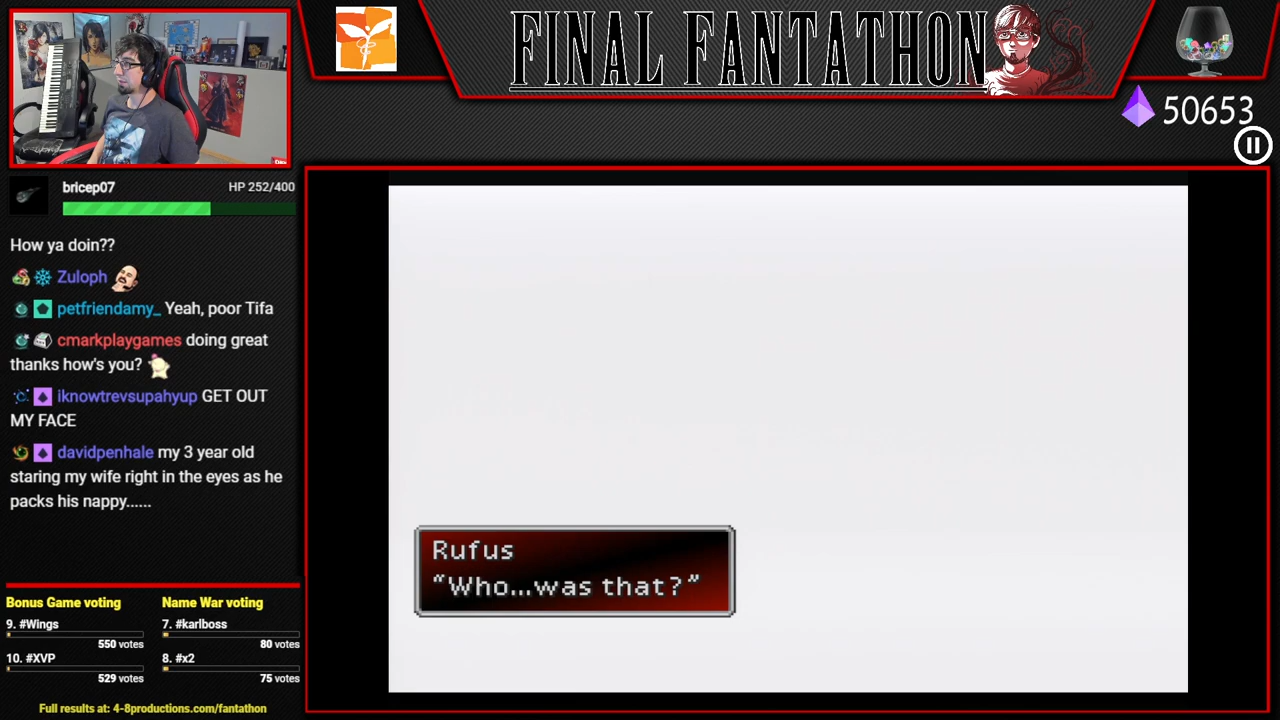 FINAL FANTATHON
50653
bricep07
HP 252/400
How ya doin??
Zuloph
petfriendamy_ Yeah, poor Tifa
cmarkplaygames doing great
thanks how's you?
iknowtrevsupahyup GET OUT
MY FACE
davidpenhale my 3 year old
staring my wife right in the eyes as he
packs his nappy......
Rufus
“Who...was that?”
Bonus Game voting
Name War voting
9. #Wings
7. #karlboss
550 votes
80 votes
10. #XVP
8. #x2
529 votes
75 votes
Full results at: 4-8productions.com/fantathon